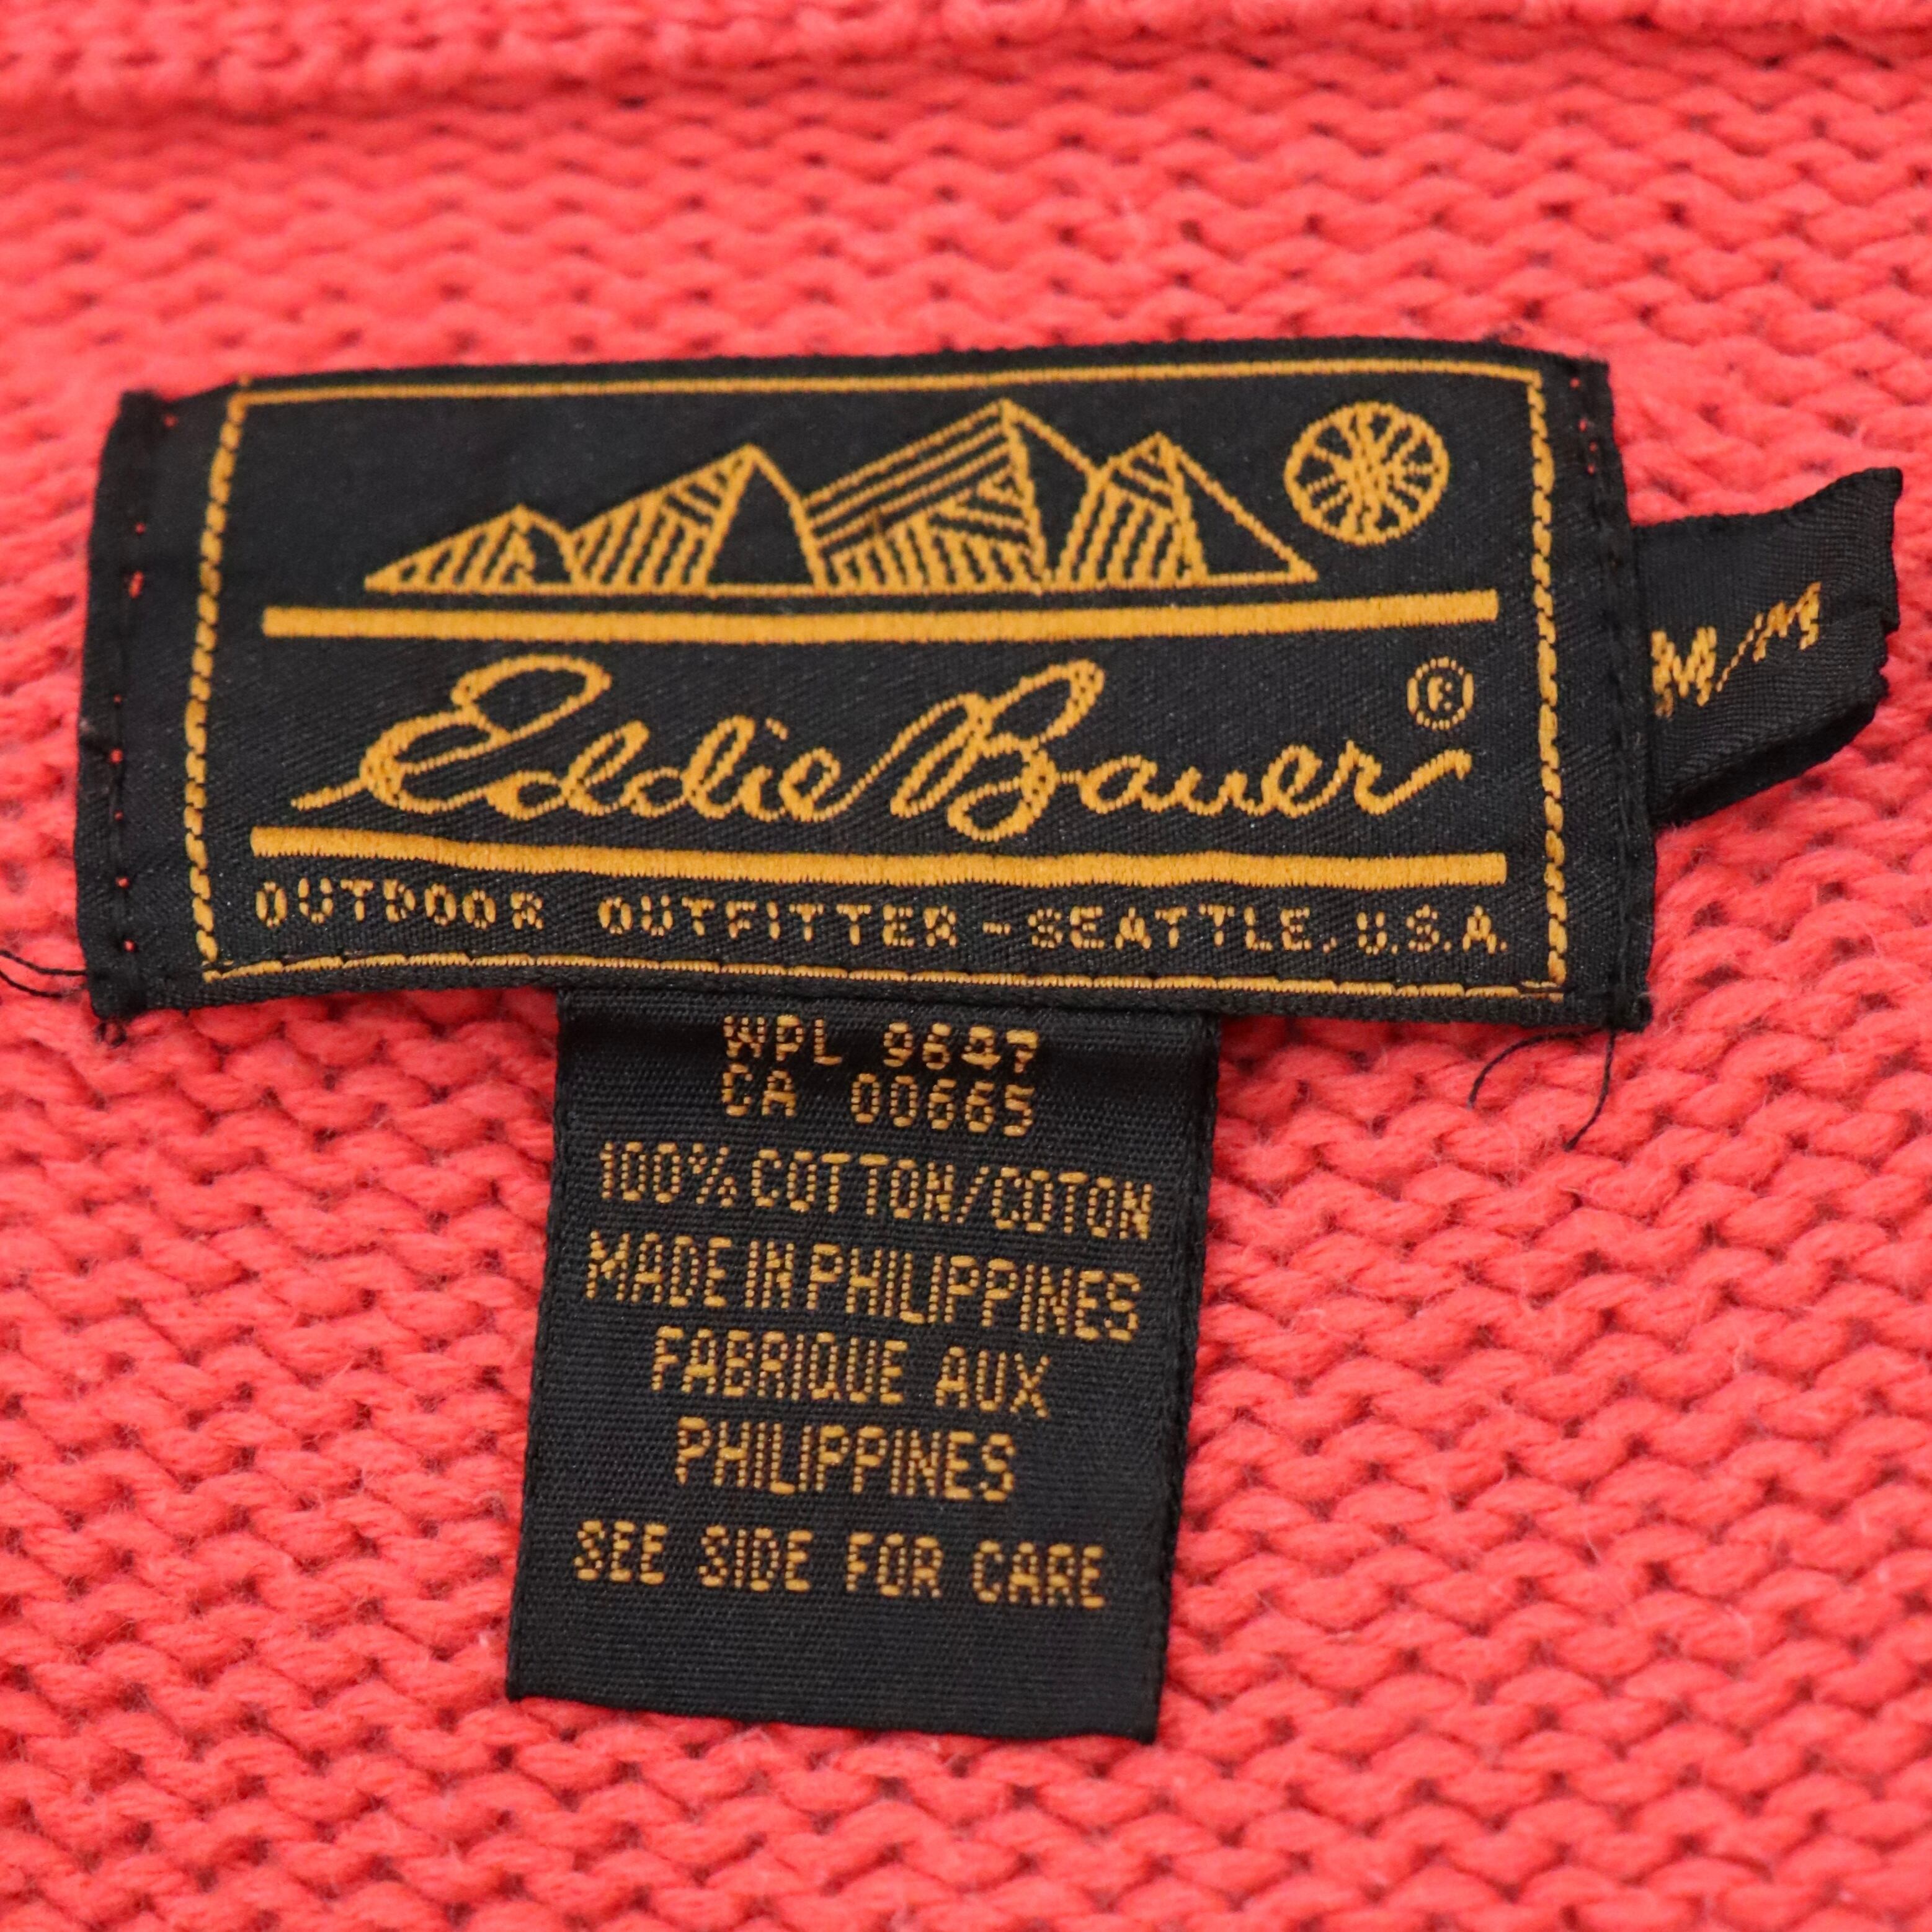 Eddie Bauer ®
OUTDOOR OUTFITTER - SEATTLE, U.S.A.
M/M
WPL 9647
CA 00665
100% COTTON/COTON
MADE IN PHILIPPINES
FABRIQUE AUX
PHILIPPINES
SEE SIDE FOR CARE